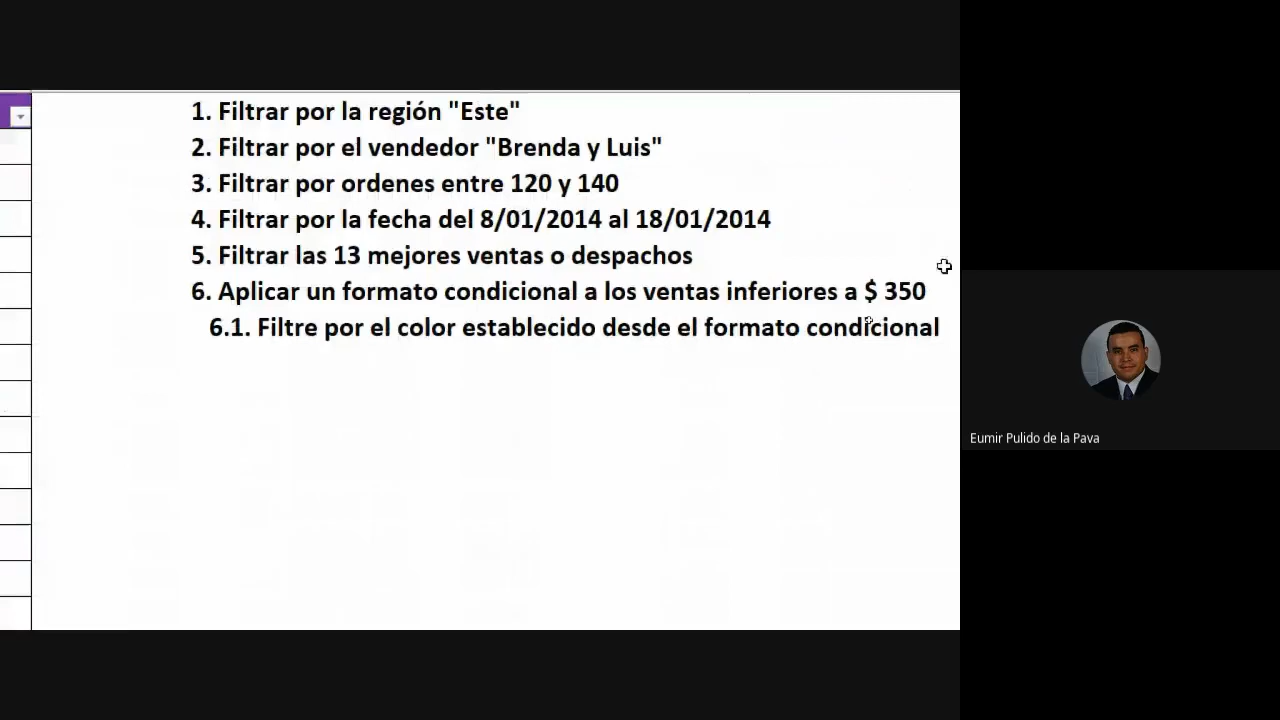 1. Filtrar por la región "Este"
2. Filtrar por el vendedor "Brenda y Luis"
3. Filtrar por ordenes entre 120 y 140
4. Filtrar por la fecha del 8/01/2014 al 18/01/2014
5. Filtrar las 13 mejores ventas o despachos
6. Aplicar un formato condicional a los ventas inferiores a $ 350
6.1. Filtre por el color establecido desde el formato condicional
Eumir Pulido de la Pava